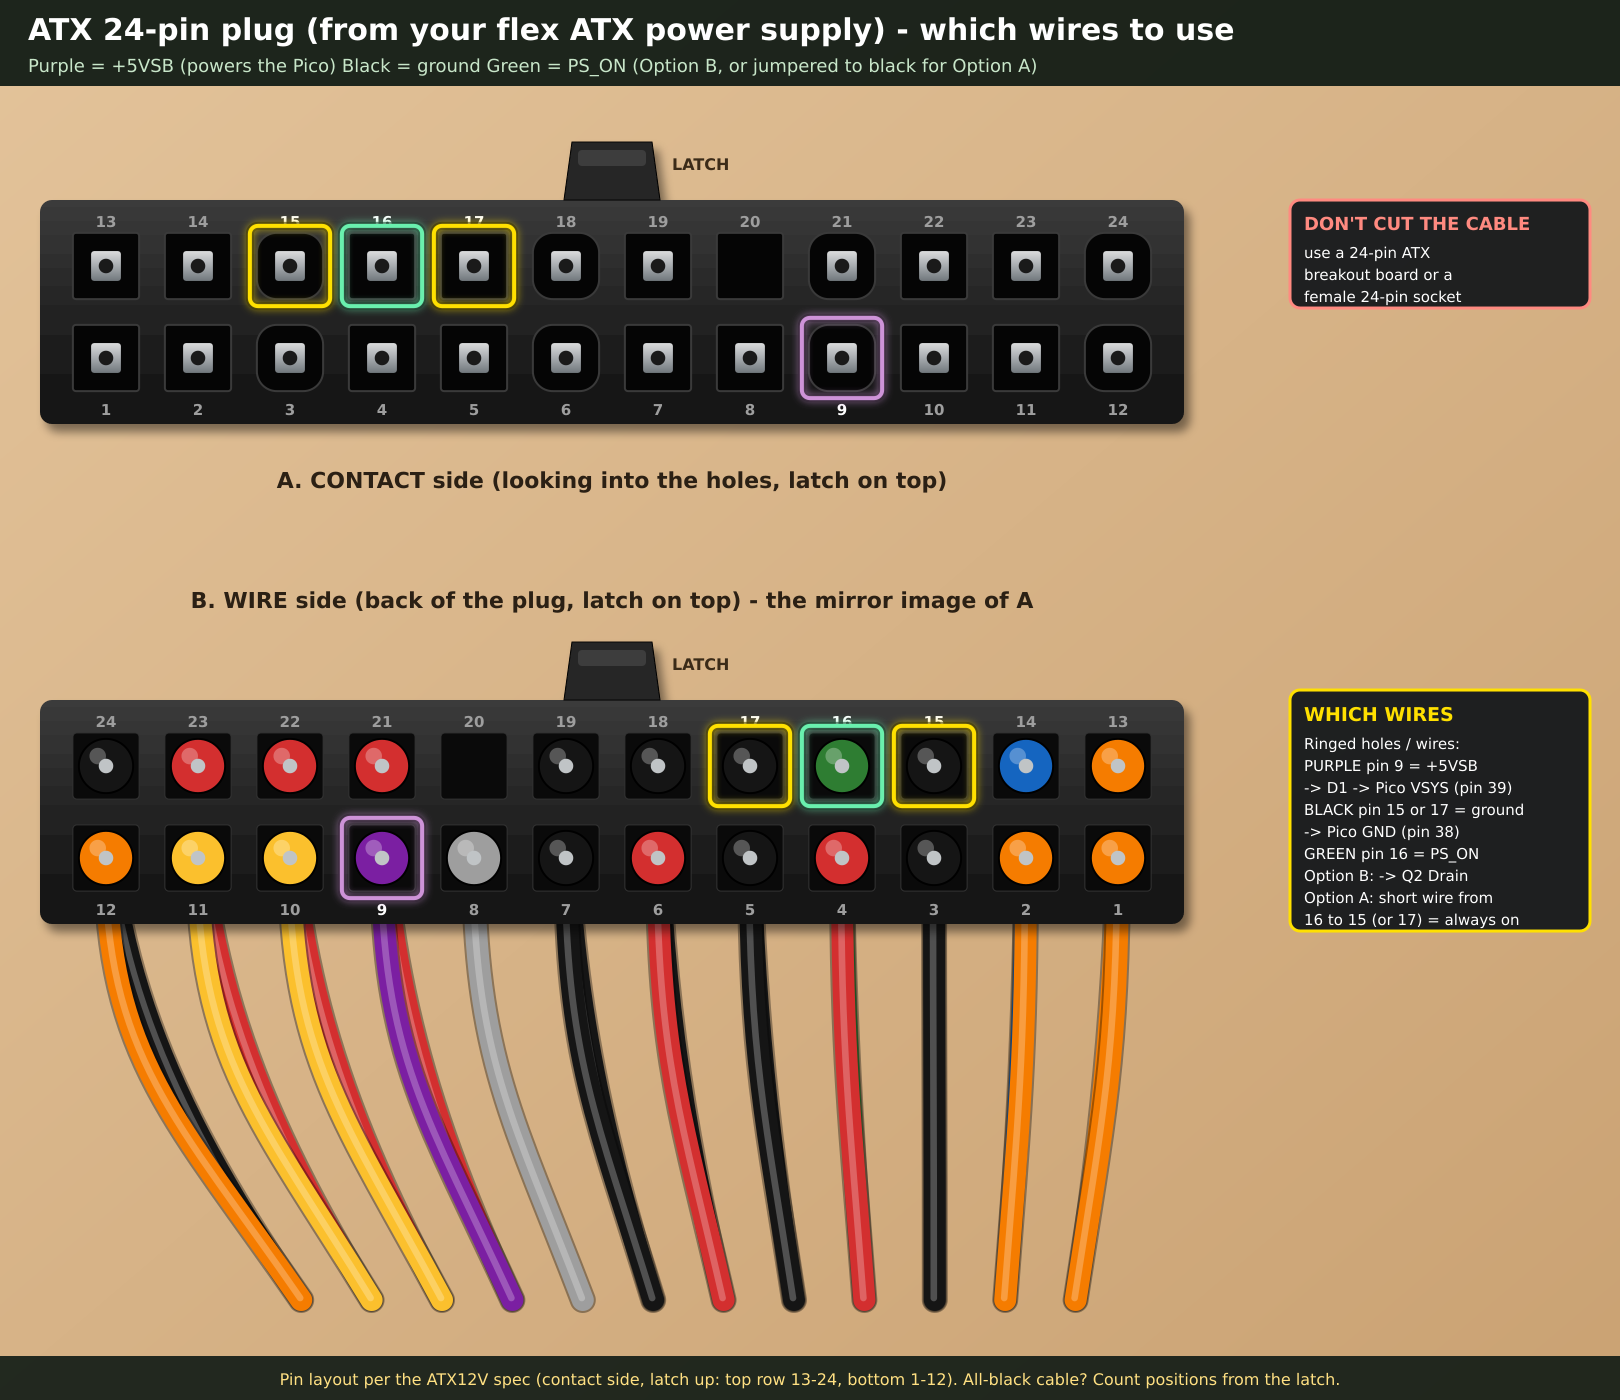 ATX 24-pin plug (from your flex ATX power supply) - which wires to use
Purple = +5VSB (powers the Pico) Black = ground Green = PS_ON (Option B, or jumpered to black for Option A)
LATCH
13 14 15 16 17 18 19 20 21 22 23 24
1 2 3 4 5 6 7 8 9 10 11 12
DON'T CUT THE CABLE
use a 24-pin ATX
breakout board or a
female 24-pin socket
A. CONTACT side (looking into the holes, latch on top)
B. WIRE side (back of the plug, latch on top) - the mirror image of A
LATCH
24 23 22 21 20 19 18 17 16 15 14 13
12 11 10 9 8 7 6 5 4 3 2 1
WHICH WIRES
Ringed holes / wires:
PURPLE pin 9 = +5VSB
-> D1 -> Pico VSYS (pin 39)
BLACK pin 15 or 17 = ground
-> Pico GND (pin 38)
GREEN pin 16 = PS_ON
Option B: -> Q2 Drain
Option A: short wire from
16 to 15 (or 17) = always on
Pin layout per the ATX12V spec (contact side, latch up: top row 13-24, bottom 1-12). All-black cable? Count positions from the latch.